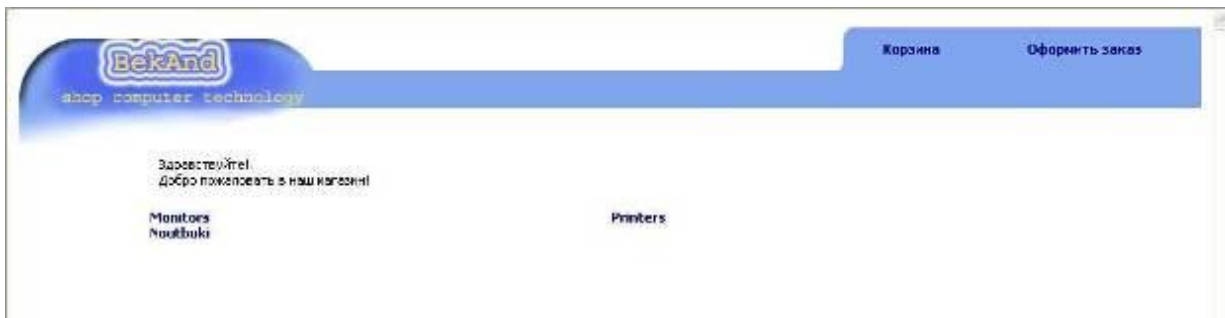 BekAnd
shop computer technology
Корзина Оформить заказ
Здравствуйте!
Добро пожаловать в наш магазин!
Monitors Printers
Noutbuki